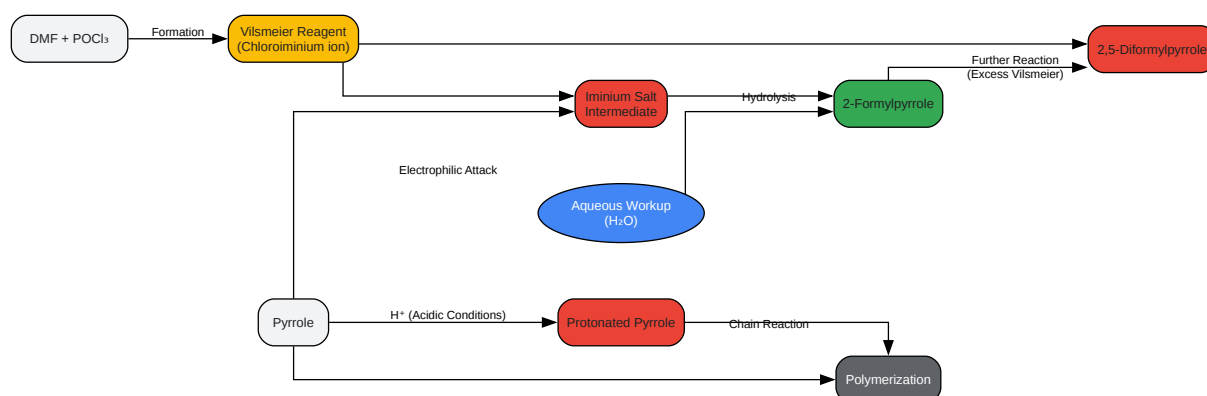 DMF + POCl₃
Formation
Vilsmeier Reagent
(Chloroiminium ion)
2,5-Diformylpyrrole
Further Reaction
(Excess Vilsmeier)
Iminium Salt
Intermediate
Hydrolysis
2-Formylpyrrole
Electrophilic Attack
Aqueous Workup
(H₂O)
Pyrrole
H⁺ (Acidic Conditions)
Protonated Pyrrole
Chain Reaction
Polymerization